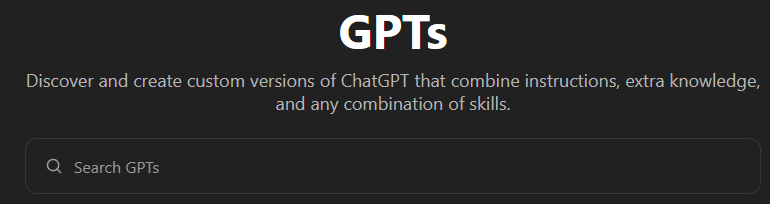 GPTs
Discover and create custom versions of ChatGPT that combine instructions, extra knowledge,
and any combination of skills.
Search GPTs